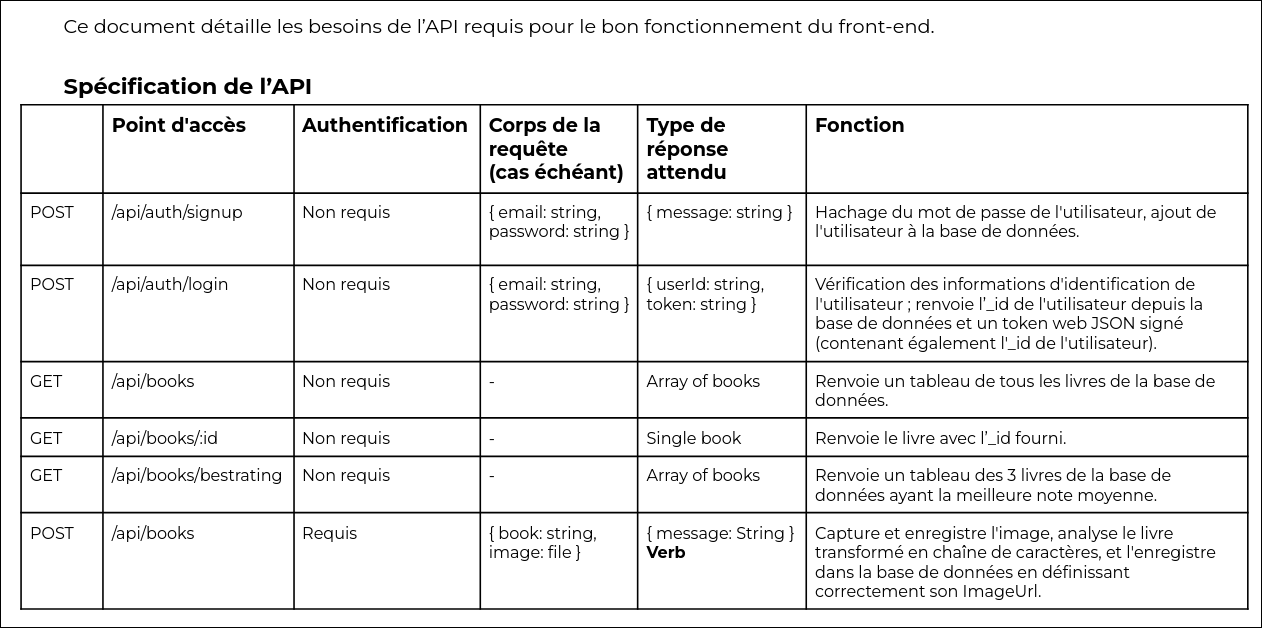 Ce document détaille les besoins de l’API requis pour le bon fonctionnement du front-end.
Spécification de l’API
Point d'accès
Authentification
Corps de la
requête
(cas échéant)
Type de
réponse
attendu
Fonction
POST
/api/auth/signup
Non requis
{ email: string,
password: string }
{ message: string }
Hachage du mot de passe de l'utilisateur, ajout de
l'utilisateur à la base de données.
POST
/api/auth/login
Non requis
{ email: string,
password: string }
{ userId: string,
token: string }
Vérification des informations d'identification de
l'utilisateur ; renvoie l’_id de l'utilisateur depuis la
base de données et un token web JSON signé
(contenant également l'_id de l'utilisateur).
GET
/api/books
Non requis
-
Array of books
Renvoie un tableau de tous les livres de la base de
données.
GET
/api/books/:id
Non requis
-
Single book
Renvoie le livre avec l’_id fourni.
GET
/api/books/bestrating
Non requis
-
Array of books
Renvoie un tableau des 3 livres de la base de
données ayant la meilleure note moyenne.
POST
/api/books
Requis
{ book: string,
image: file }
{ message: String }
Verb
Capture et enregistre l'image, analyse le livre
transformé en chaîne de caractères, et l'enregistre
dans la base de données en définissant
correctement son ImageUrl.